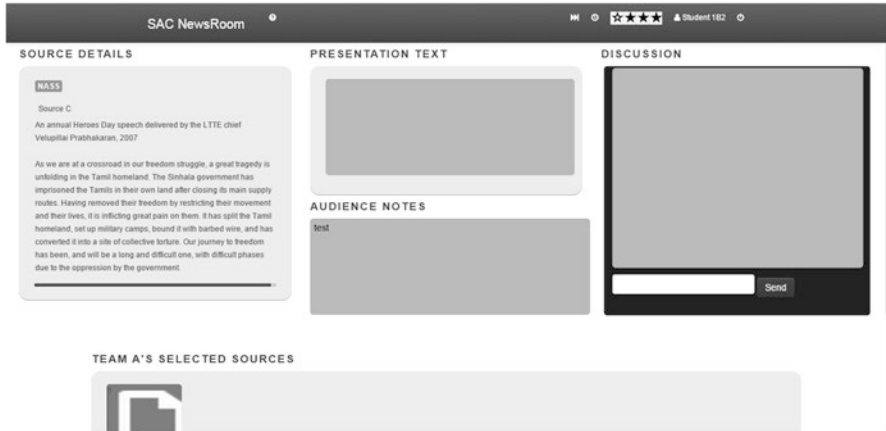 SAC NewsRoom
Student 1B2
SOURCE DETAILS
NASS
Source C
An annual Heroes Day speech delivered by the LTTE chief
Velupillai Prabhakaran, 2007
As we are at a crossroad in our freedom struggle, a great tragedy is
unfolding in the Tamil homeland. The Sinhala government has
imprisoned the Tamils in their own land after closing its main supply
routes. Having removed their freedom by restricting their movement
and their lives, it is inflicting great pain on them. It has split the Tamil
homeland, set up military camps, bound it with barbed wire, and has
converted it into a site of collective torture. Our journey to freedom
has been, and will be a long and difficult one, with difficult phases
due to the oppression by the government.
PRESENTATION TEXT
AUDIENCE NOTES
test
DISCUSSION
Send
TEAM A'S SELECTED SOURCES